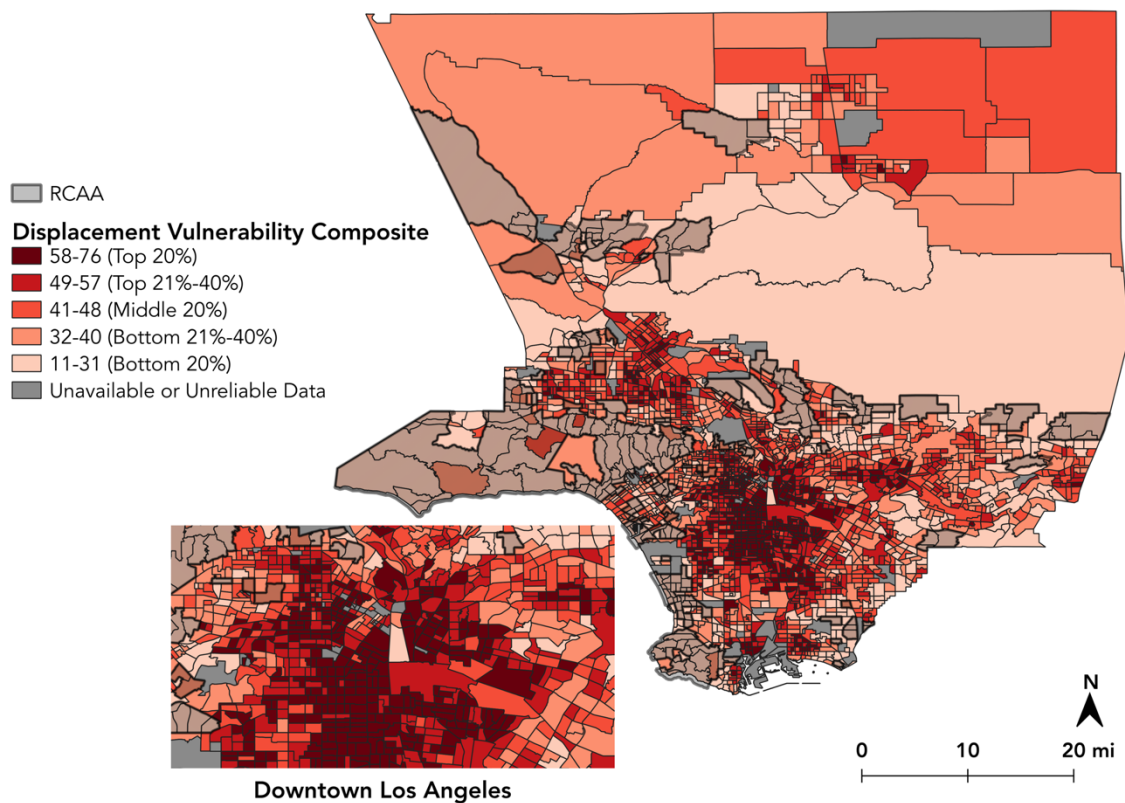 RCAA
Displacement Vulnerability Composite
58-76 (Top 20%)
49-57 (Top 21%-40%)
41-48 (Middle 20%)
32-40 (Bottom 21%-40%)
11-31 (Bottom 20%)
Unavailable or Unreliable Data
Downtown Los Angeles
N
0 10 20 mi